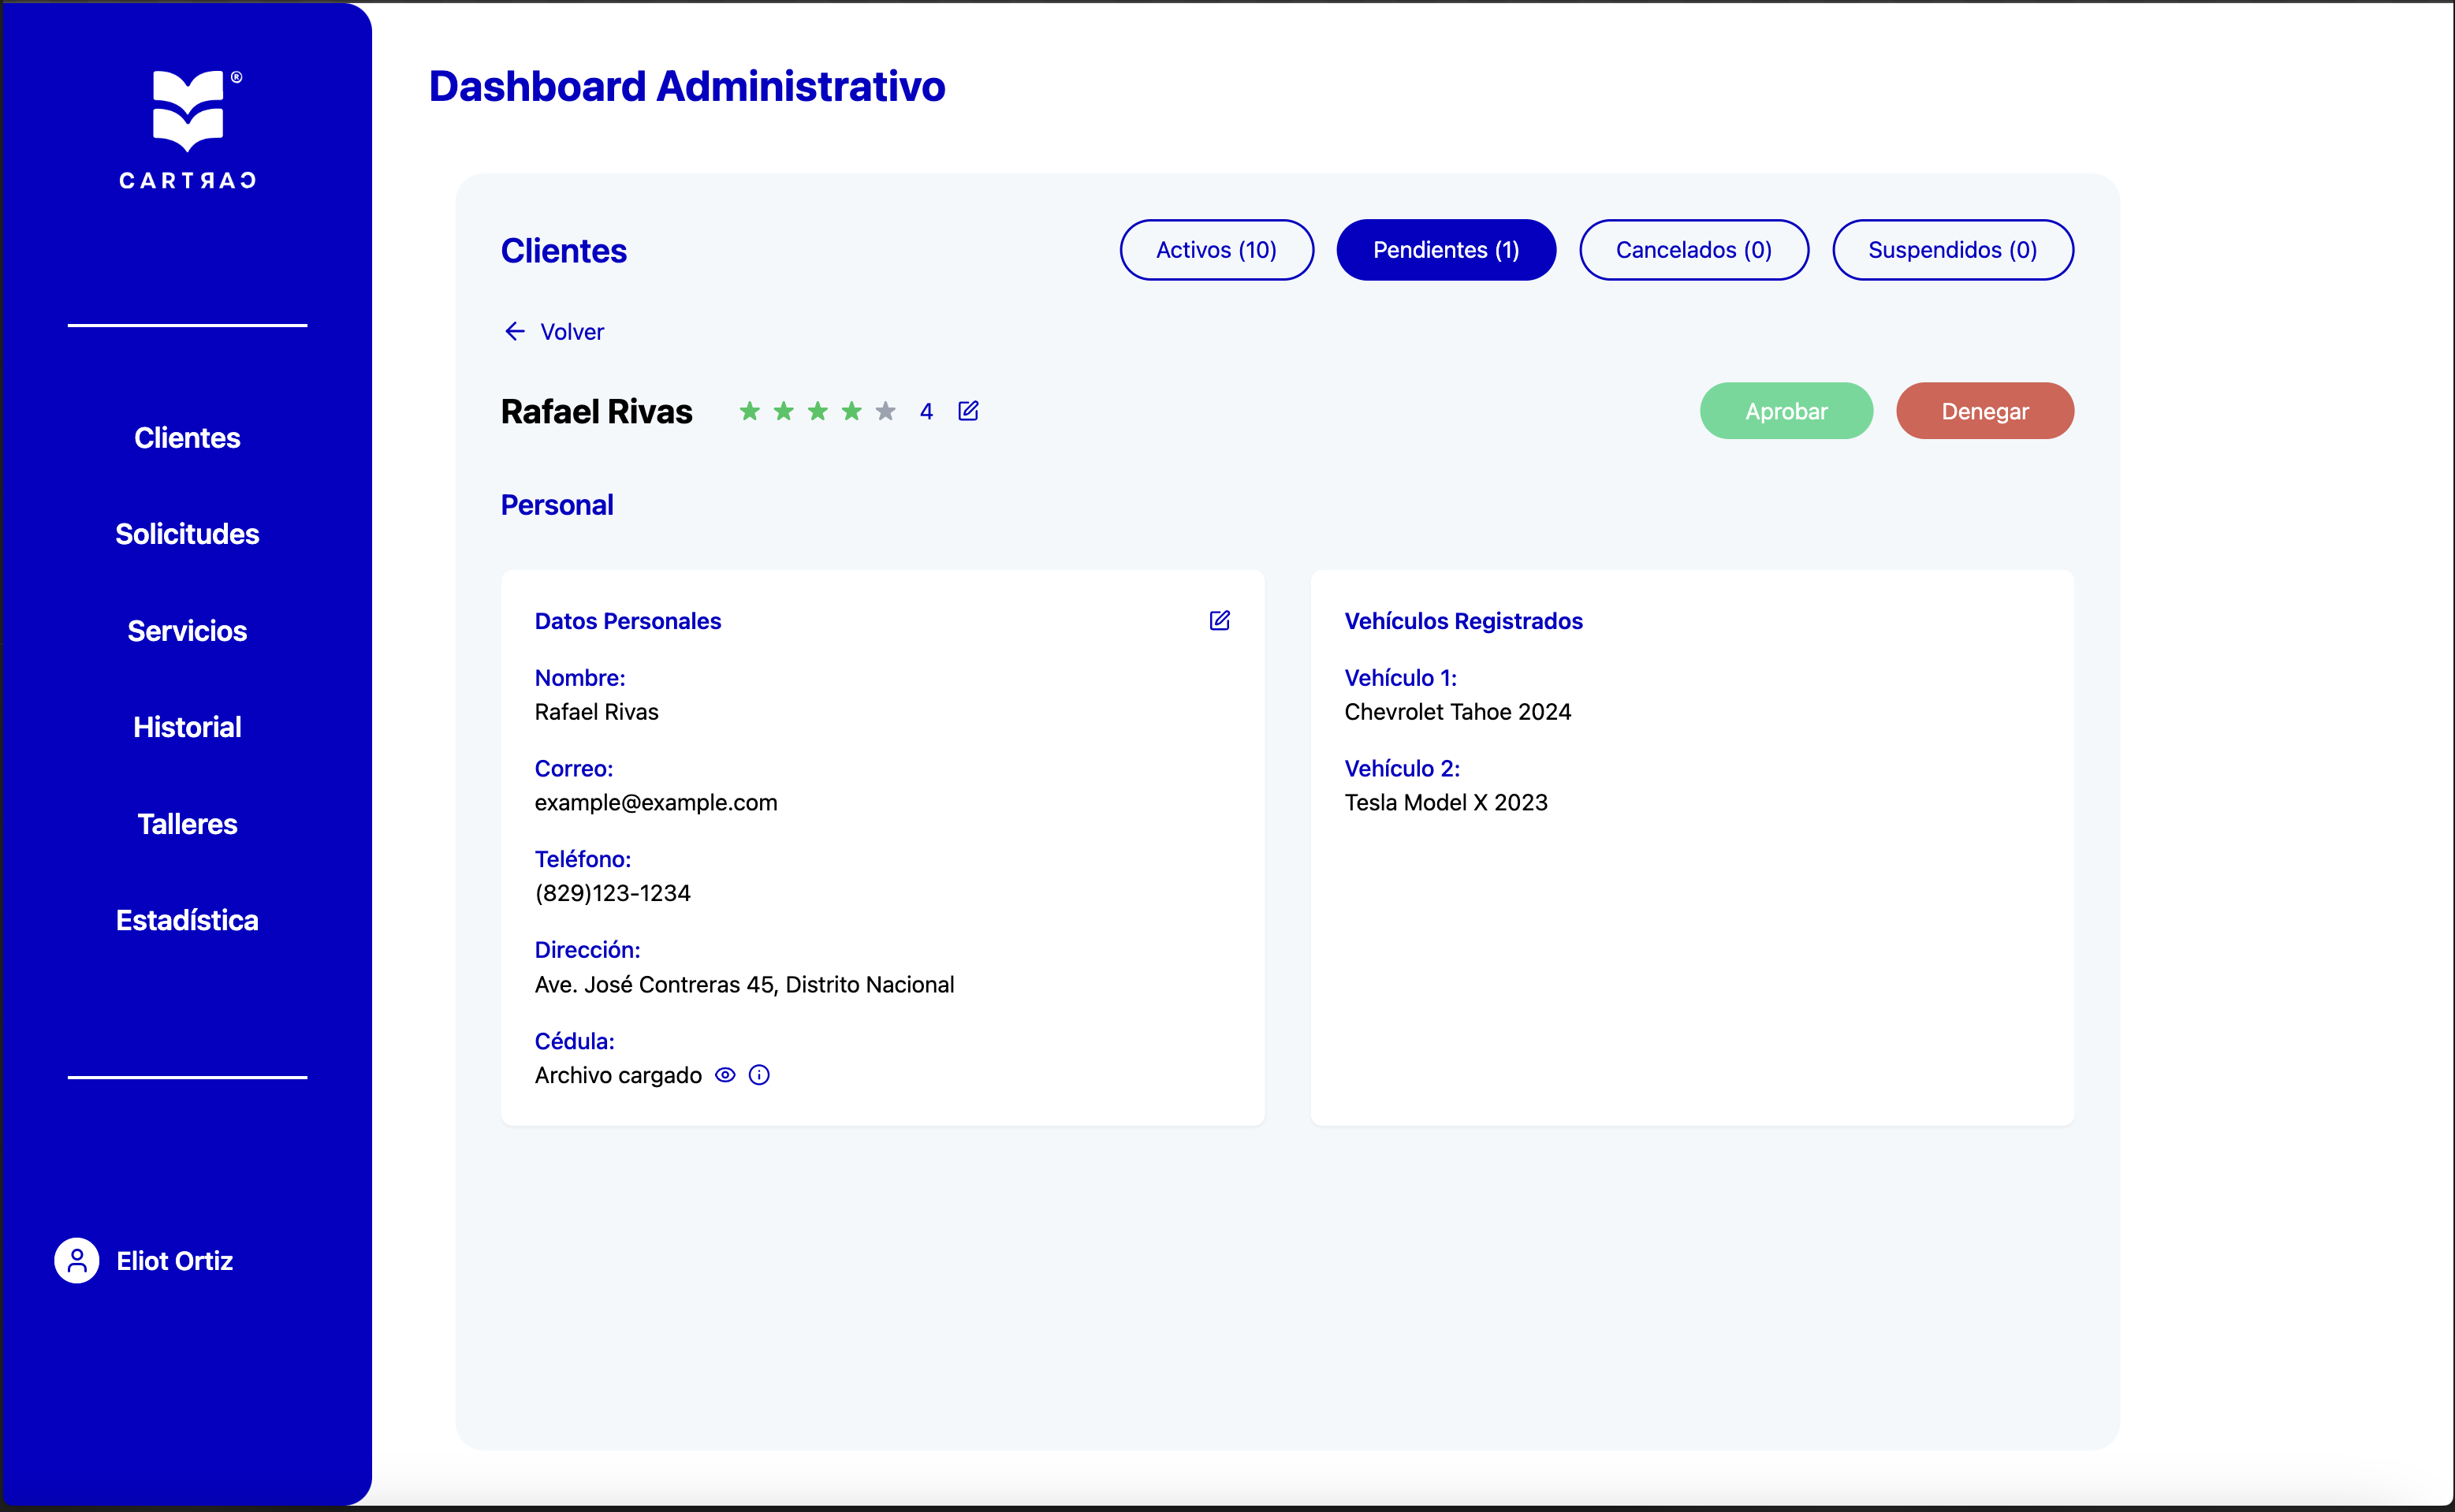 ®
CARTRAC
Dashboard Administrativo
Clientes
Activos (10)
Pendientes (1)
Cancelados (0)
Suspendidos (0)
Volver
Rafael Rivas
4
Aprobar
Denegar
Personal
Datos Personales
Nombre:
Rafael Rivas
Correo:
example@example.com
Teléfono:
(829)123-1234
Dirección:
Ave. José Contreras 45, Distrito Nacional
Cédula:
Archivo cargado
Vehículos Registrados
Vehículo 1:
Chevrolet Tahoe 2024
Vehículo 2:
Tesla Model X 2023
Clientes
Solicitudes
Servicios
Historial
Talleres
Estadística
Eliot Ortiz